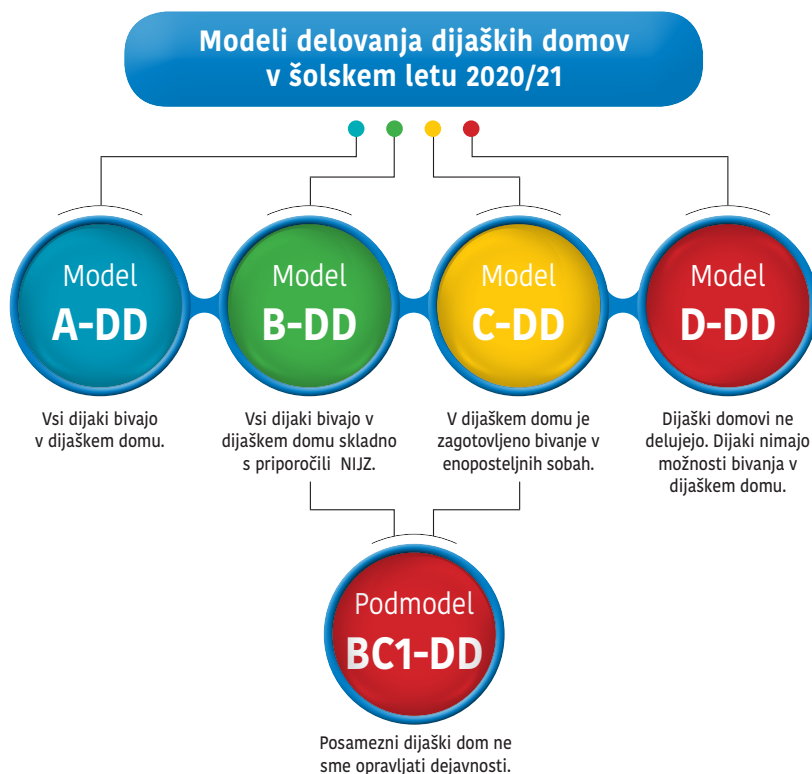 Modeli delovanja dijaških domov
v šolskem letu 2020/21
Model
A-DD
Vsi dijaki bivajo
v dijaškem domu.
Model
B-DD
Vsi dijaki bivajo v
dijaškem domu skladno
s priporočili NIJZ.
Model
C-DD
V dijaškem domu je
zagotovljeno bivanje v
enoposteljnih sobah.
Model
D-DD
Dijaški domovi ne
delujejo. Dijaki nimajo
možnosti bivanja v
dijaškem domu.
Podmodel
BC1-DD
Posamezni dijaški dom ne
sme opravljati dejavnosti.